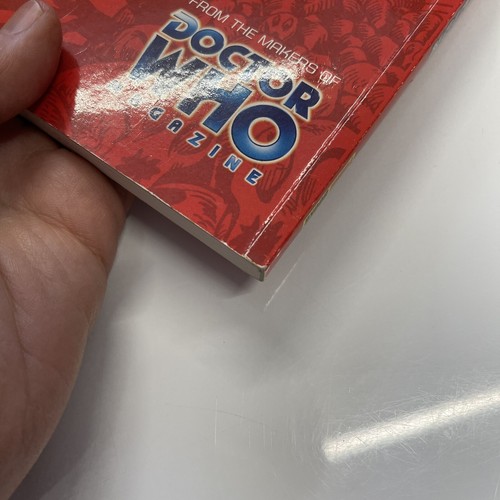 FROM THE MAKERS OF
DOCTOR
WHO
MAGAZINE